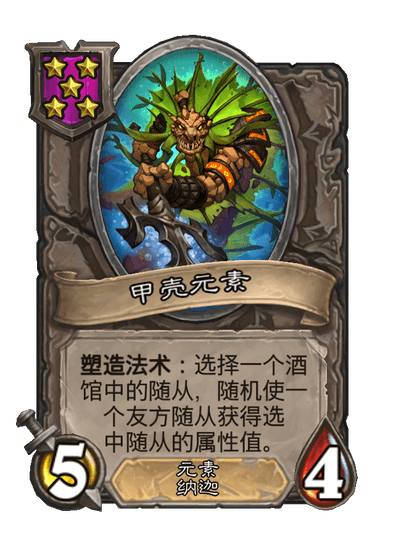 甲壳元素
塑造法术：选择一个酒
馆中的随从，随机使一
个友方随从获得选
中随从的属性值。
元素
纳迦
5
4